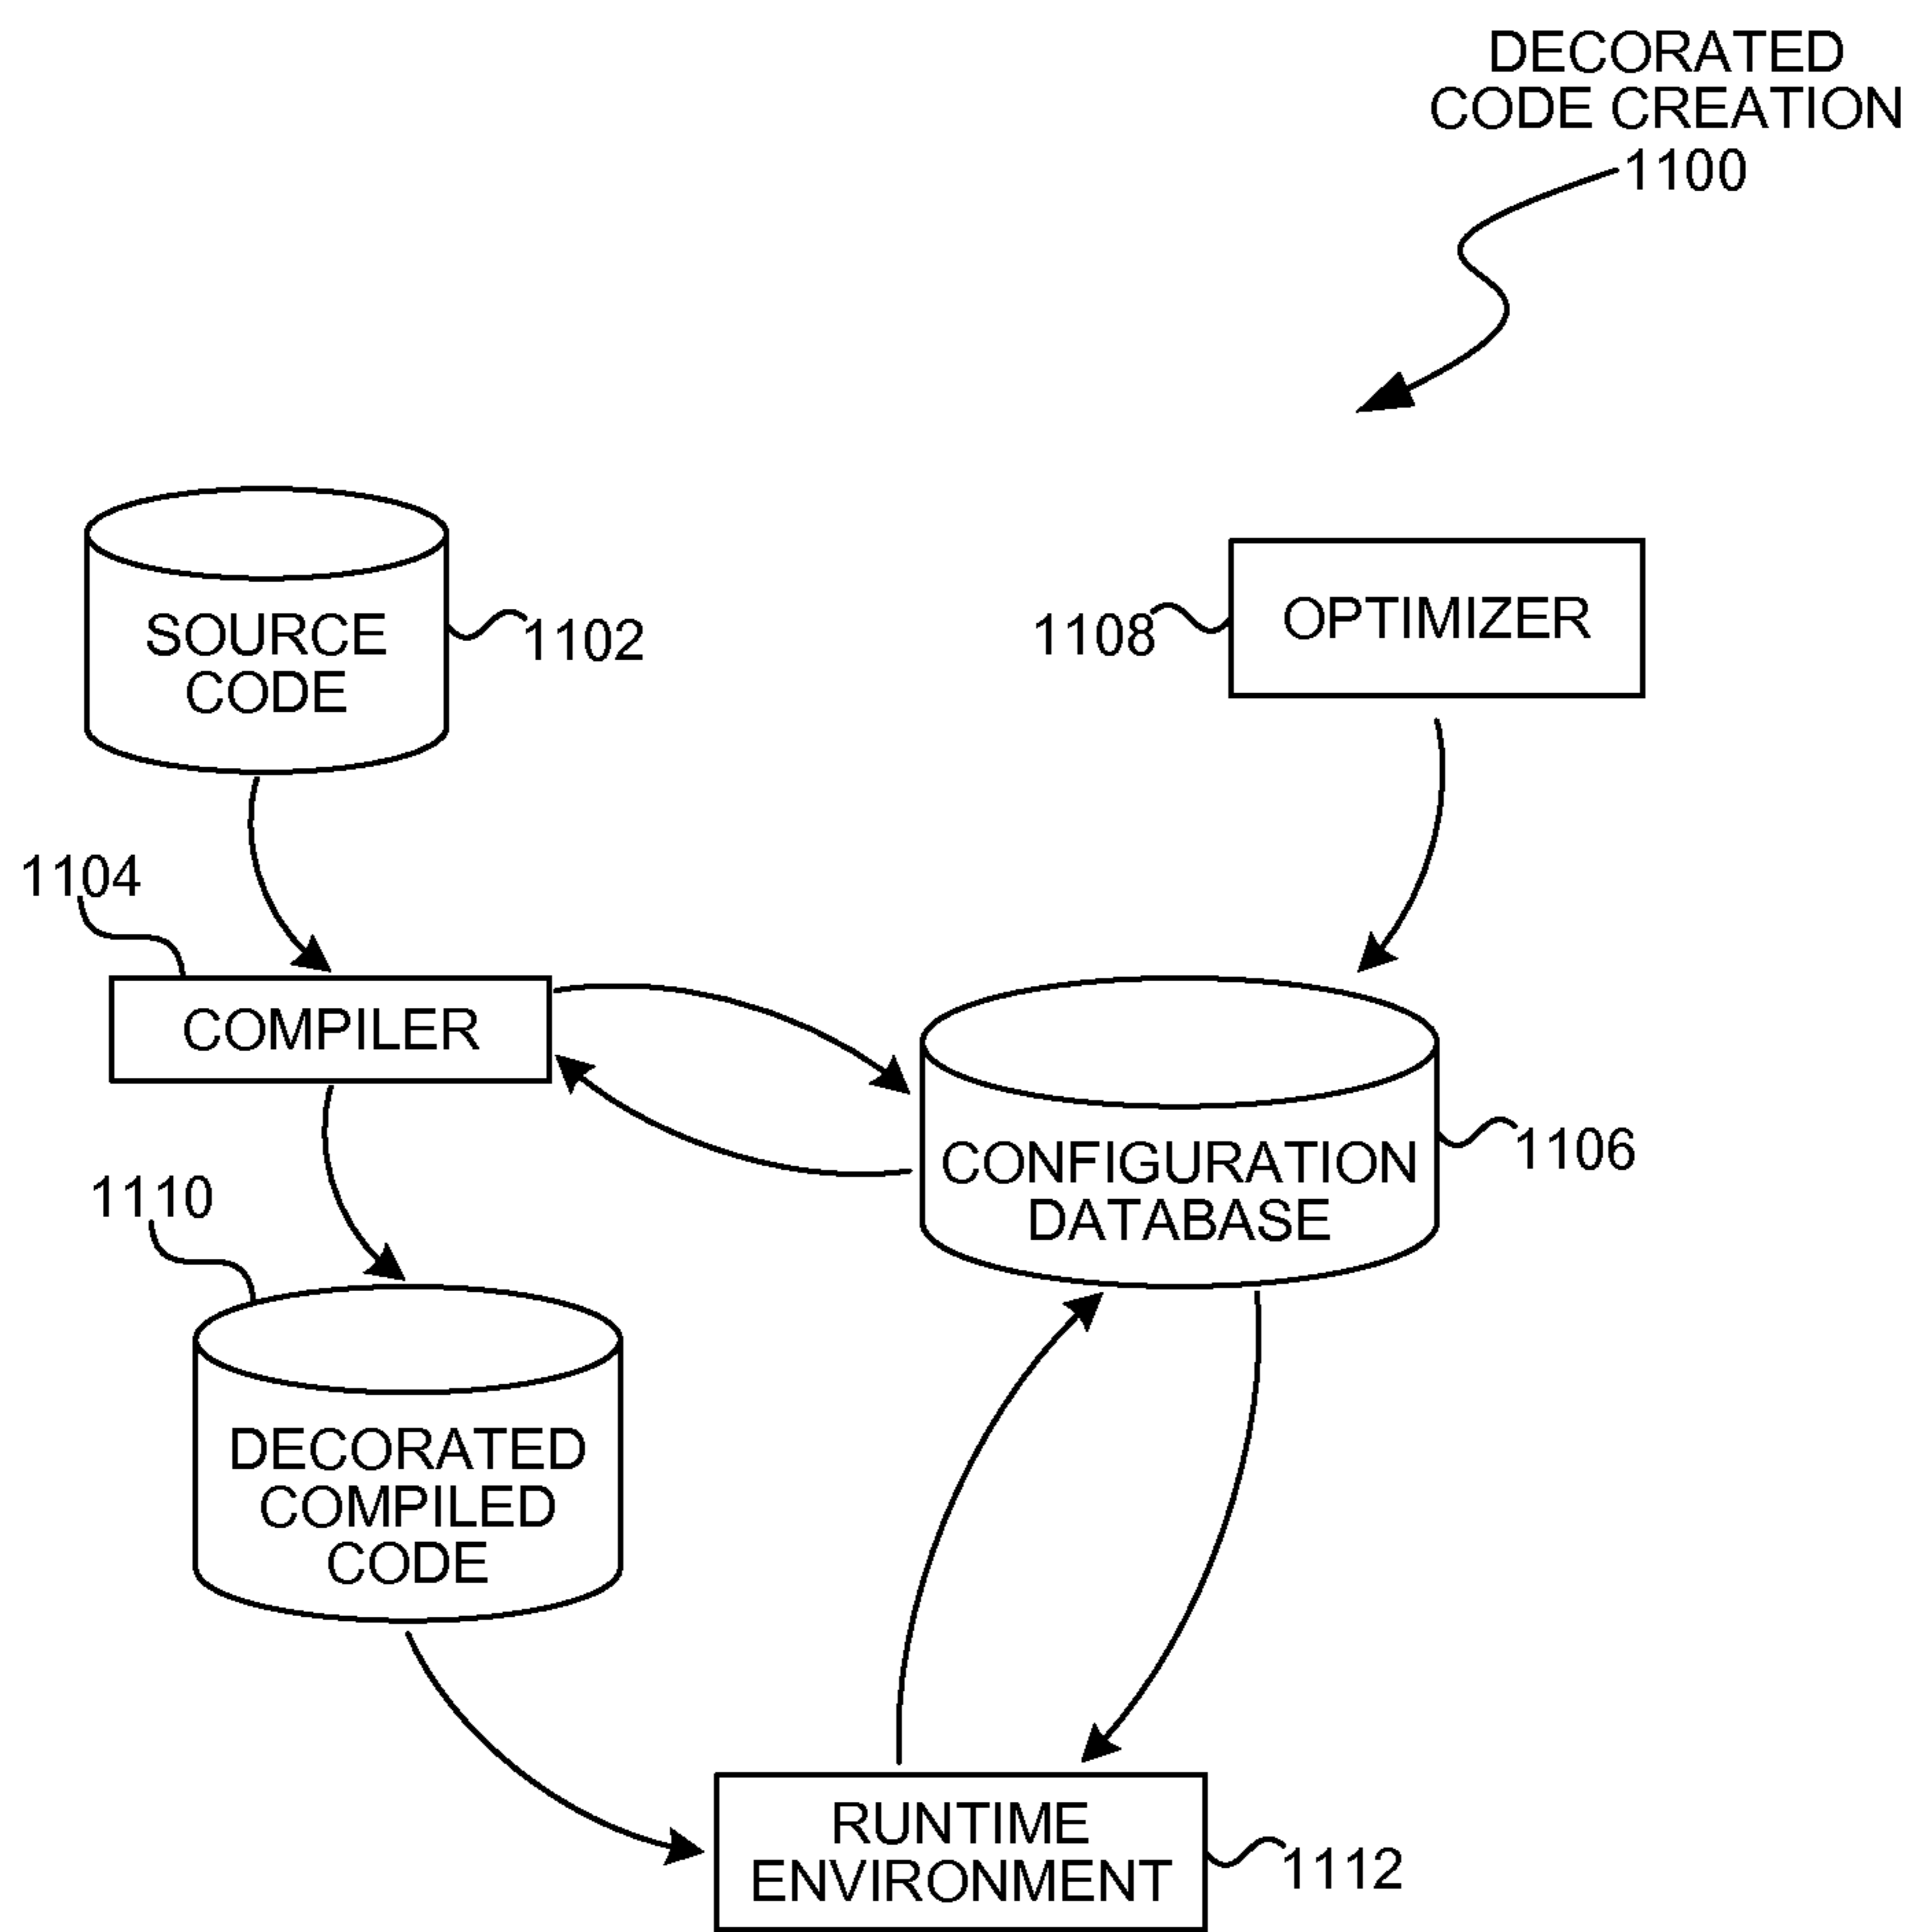 DECORATED
CODE CREATION
1100
SOURCE
CODE
1102
1108
OPTIMIZER
1104
COMPILER
CONFIGURATION
DATABASE
1106
1110
DECORATED
COMPILED
CODE
RUNTIME
ENVIRONMENT
1112